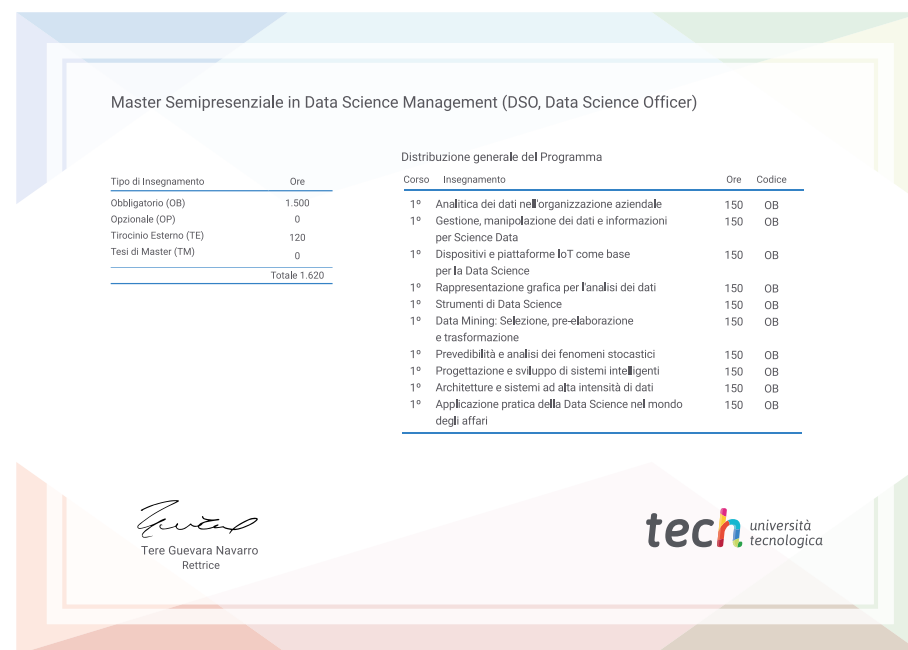 Master Semipresenziale in Data Science Management (DSO, Data Science Officer)
Tipo di Insegnamento Ore
Obbligatorio (OB) 1.500
Opzionale (OP) 0
Tirocinio Esterno (TE) 120
Tesi di Master (TM) 0
Totale 1.620
Distribuzione generale del Programma
Corso Insegnamento Ore Codice
1º Analitica dei dati nell'organizzazione aziendale 150 OB
1º Gestione, manipolazione dei dati e informazioni 150 OB
per Science Data
1º Dispositivi e piattaforme IoT come base 150 OB
per la Data Science
1º Rappresentazione grafica per l'analisi dei dati 150 OB
1º Strumenti di Data Science 150 OB
1º Data Mining: Selezione, pre-elaborazione 150 OB
e trasformazione
1º Prevedibilità e analisi dei fenomeni stocastici 150 OB
1º Progettazione e sviluppo di sistemi intelligenti 150 OB
1º Architetture e sistemi ad alta intensità di dati 150 OB
1º Applicazione pratica della Data Science nel mondo 150 OB
degli affari
Tere Guevara Navarro
Rettrice
tech università
tecnologica